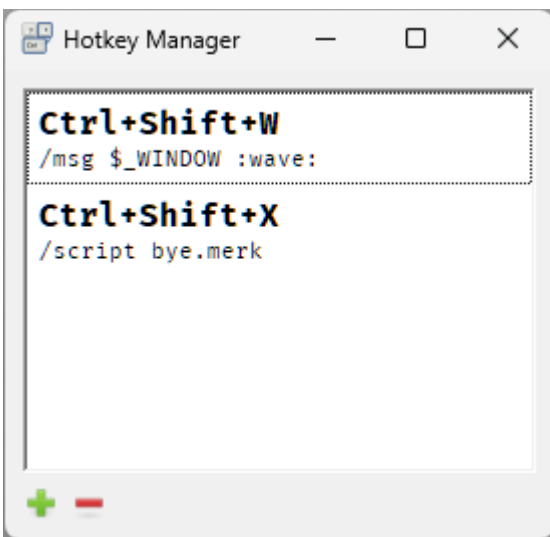 Hotkey Manager
Ctrl+Shift+W
/msg $_WINDOW :wave:
Ctrl+Shift+X
/script bye.merk